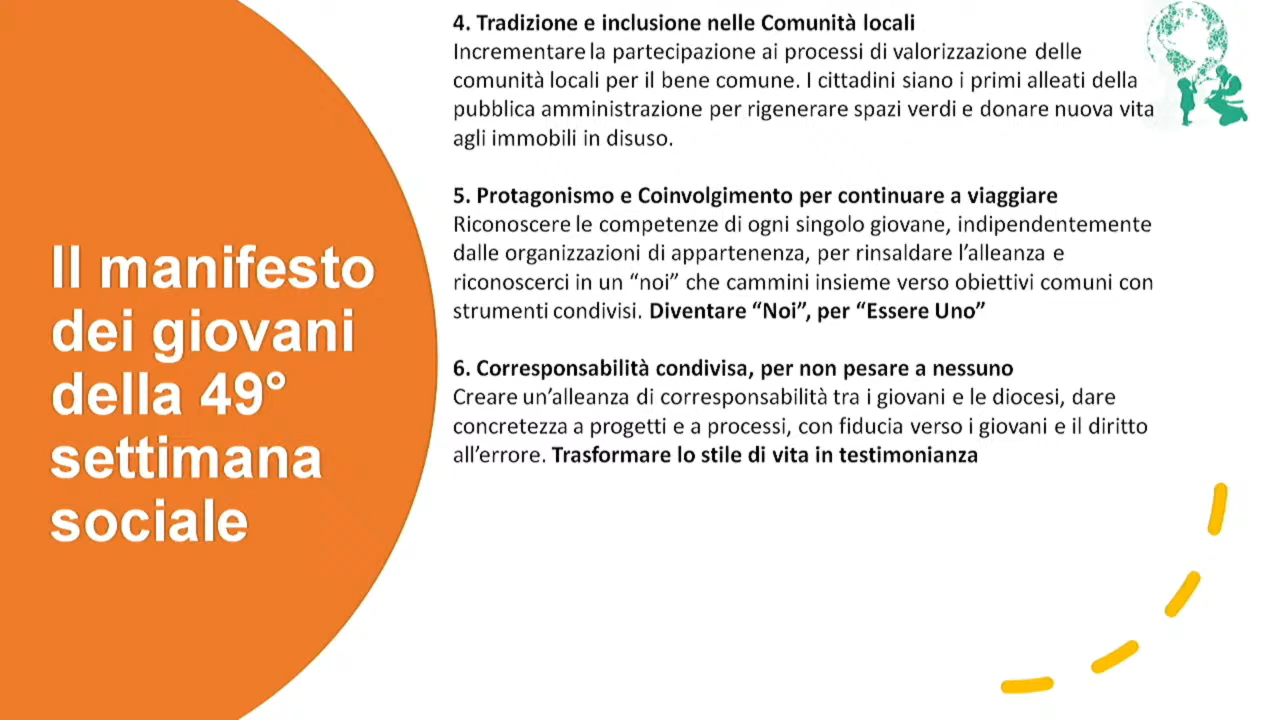 Il manifesto
dei giovani
della 49°
settimana
sociale
4. Tradizione e inclusione nelle Comunità locali
Incrementare la partecipazione ai processi di valorizzazione delle
comunità locali per il bene comune. I cittadini siano i primi alleati della
pubblica amministrazione per rigenerare spazi verdi e donare nuova vita
agli immobili in disuso.
5. Protagonismo e Coinvolgimento per continuare a viaggiare
Riconoscere le competenze di ogni singolo giovane, indipendentemente
dalle organizzazioni di appartenenza, per rinsaldare l’alleanza e
riconoscerci in un “noi” che cammini insieme verso obiettivi comuni con
strumenti condivisi. Diventare “Noi”, per “Essere Uno”
6. Corresponsabilità condivisa, per non pesare a nessuno
Creare un’alleanza di corresponsabilità tra i giovani e le diocesi, dare
concretezza a progetti e a processi, con fiducia verso i giovani e il diritto
all’errore. Trasformare lo stile di vita in testimonianza